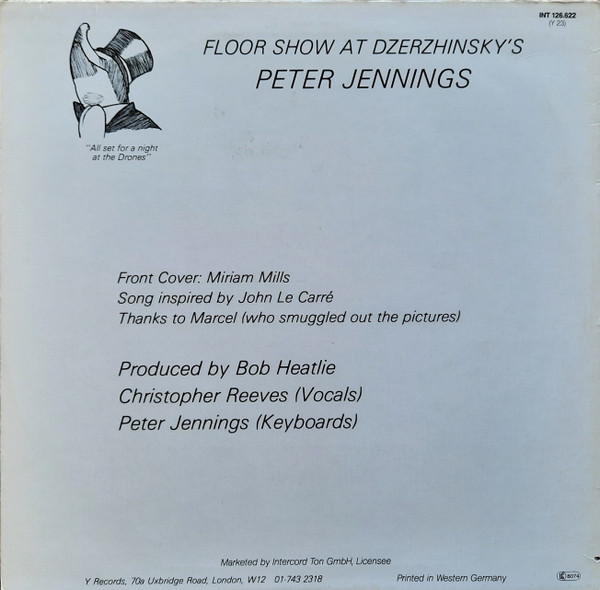 INT 126.622
(Y 23)
FLOOR SHOW AT DZERZHINSKY'S
PETER JENNINGS
"All set for a night
at the Drones"
Front Cover: Miriam Mills
Song inspired by John Le Carré
Thanks to Marcel (who smuggled out the pictures)
Produced by Bob Heatlie
Christopher Reeves (Vocals)
Peter Jennings (Keyboards)
Marketed by Intercord Ton GmbH, Licensee
Y Records, 70a Uxbridge Road, London, W12 01-743 2318 Printed in Western Germany